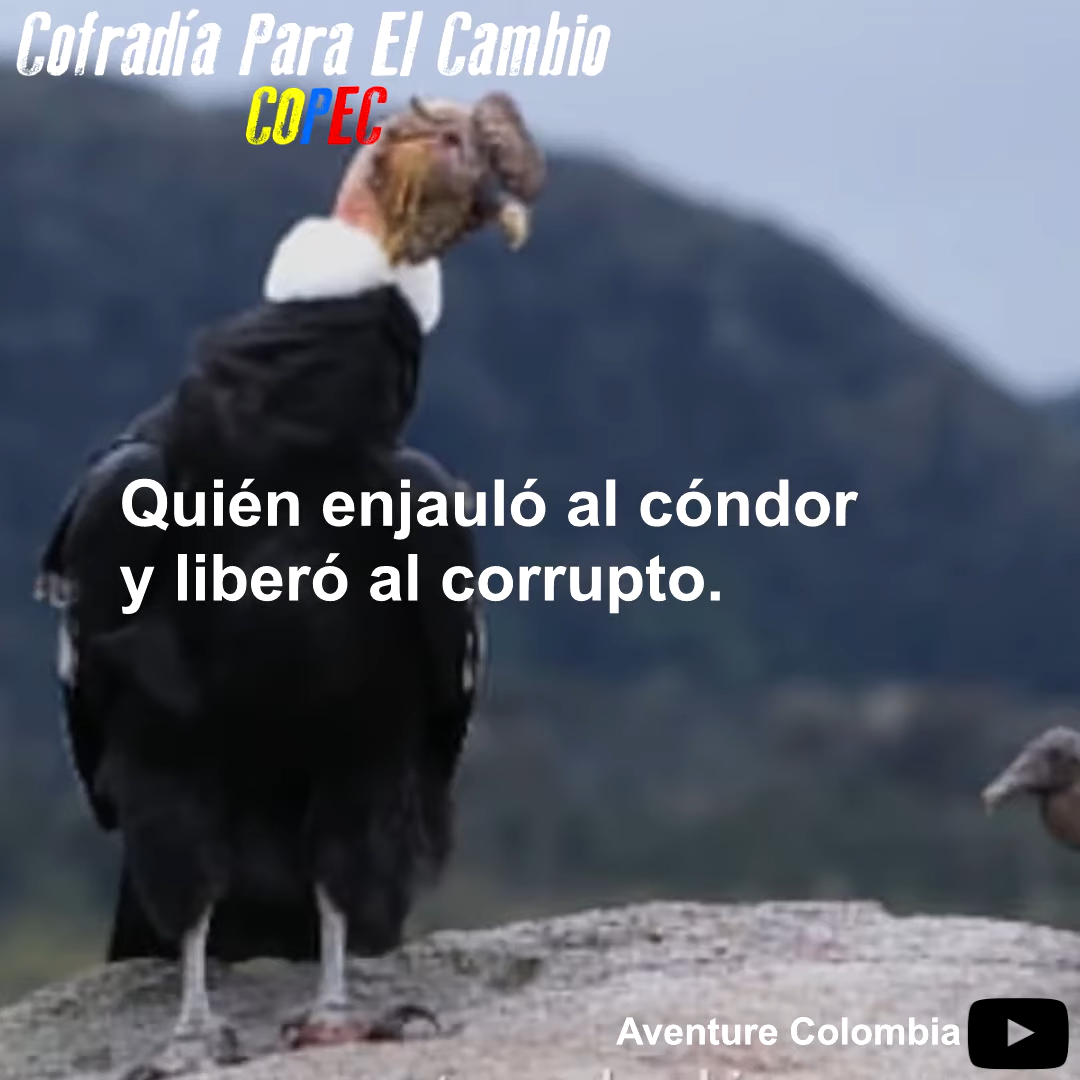 Cofradía Para El Cambio
COPEC
Quién enjauló al cóndor
y liberó al corrupto.
Aventure Colombia